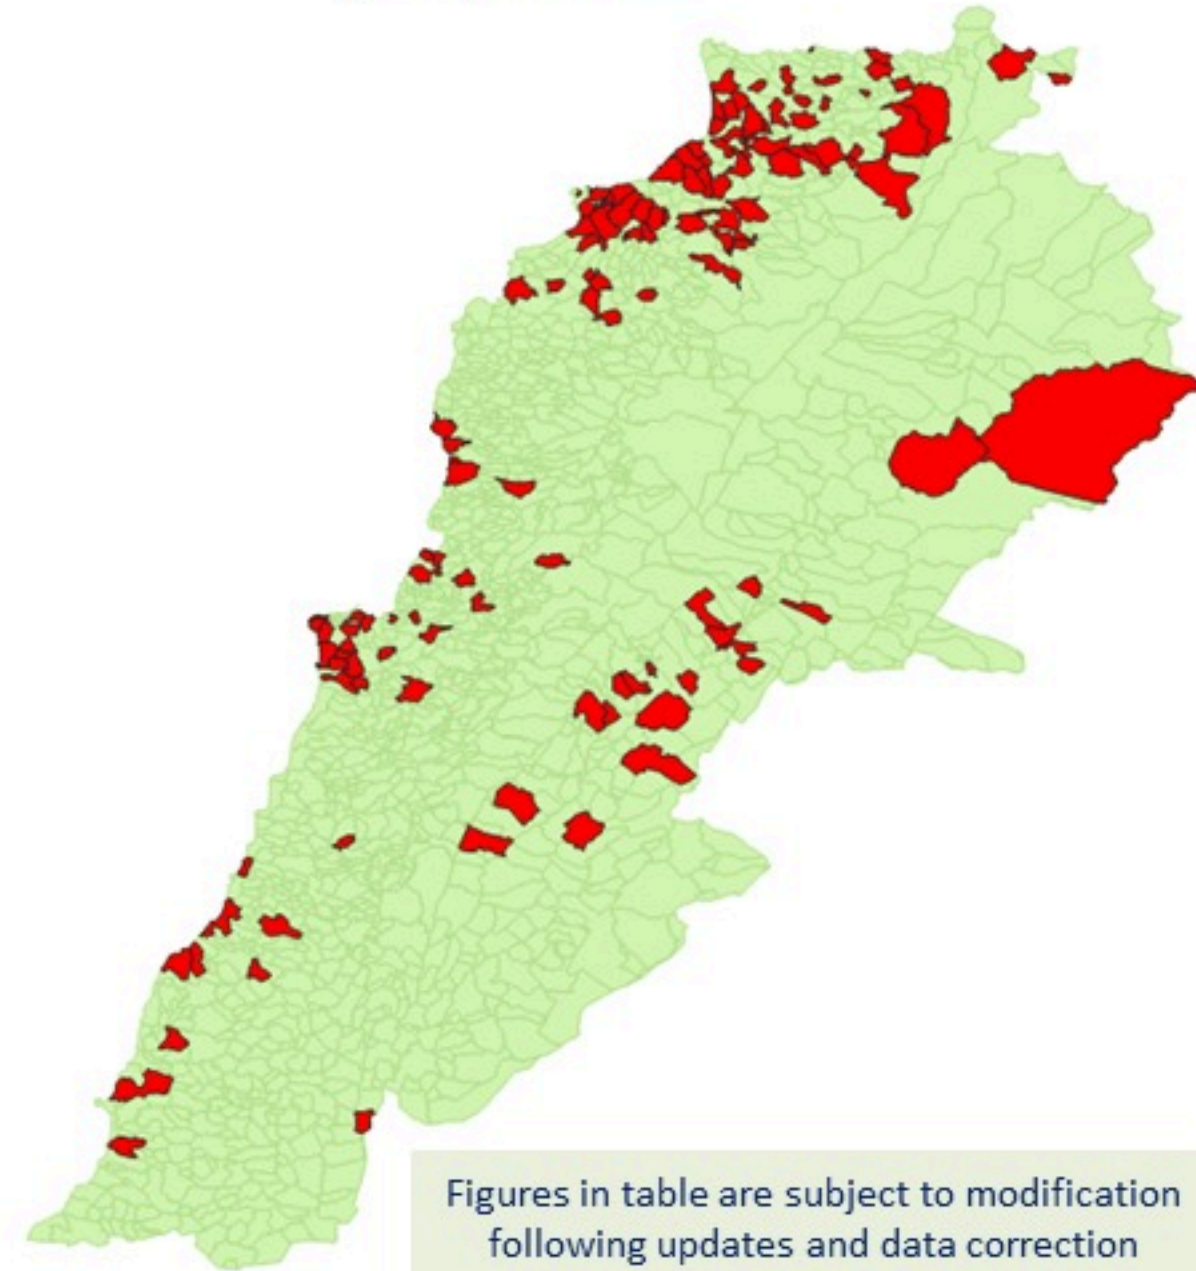 Figures in table are subject to modification
following updates and data correction